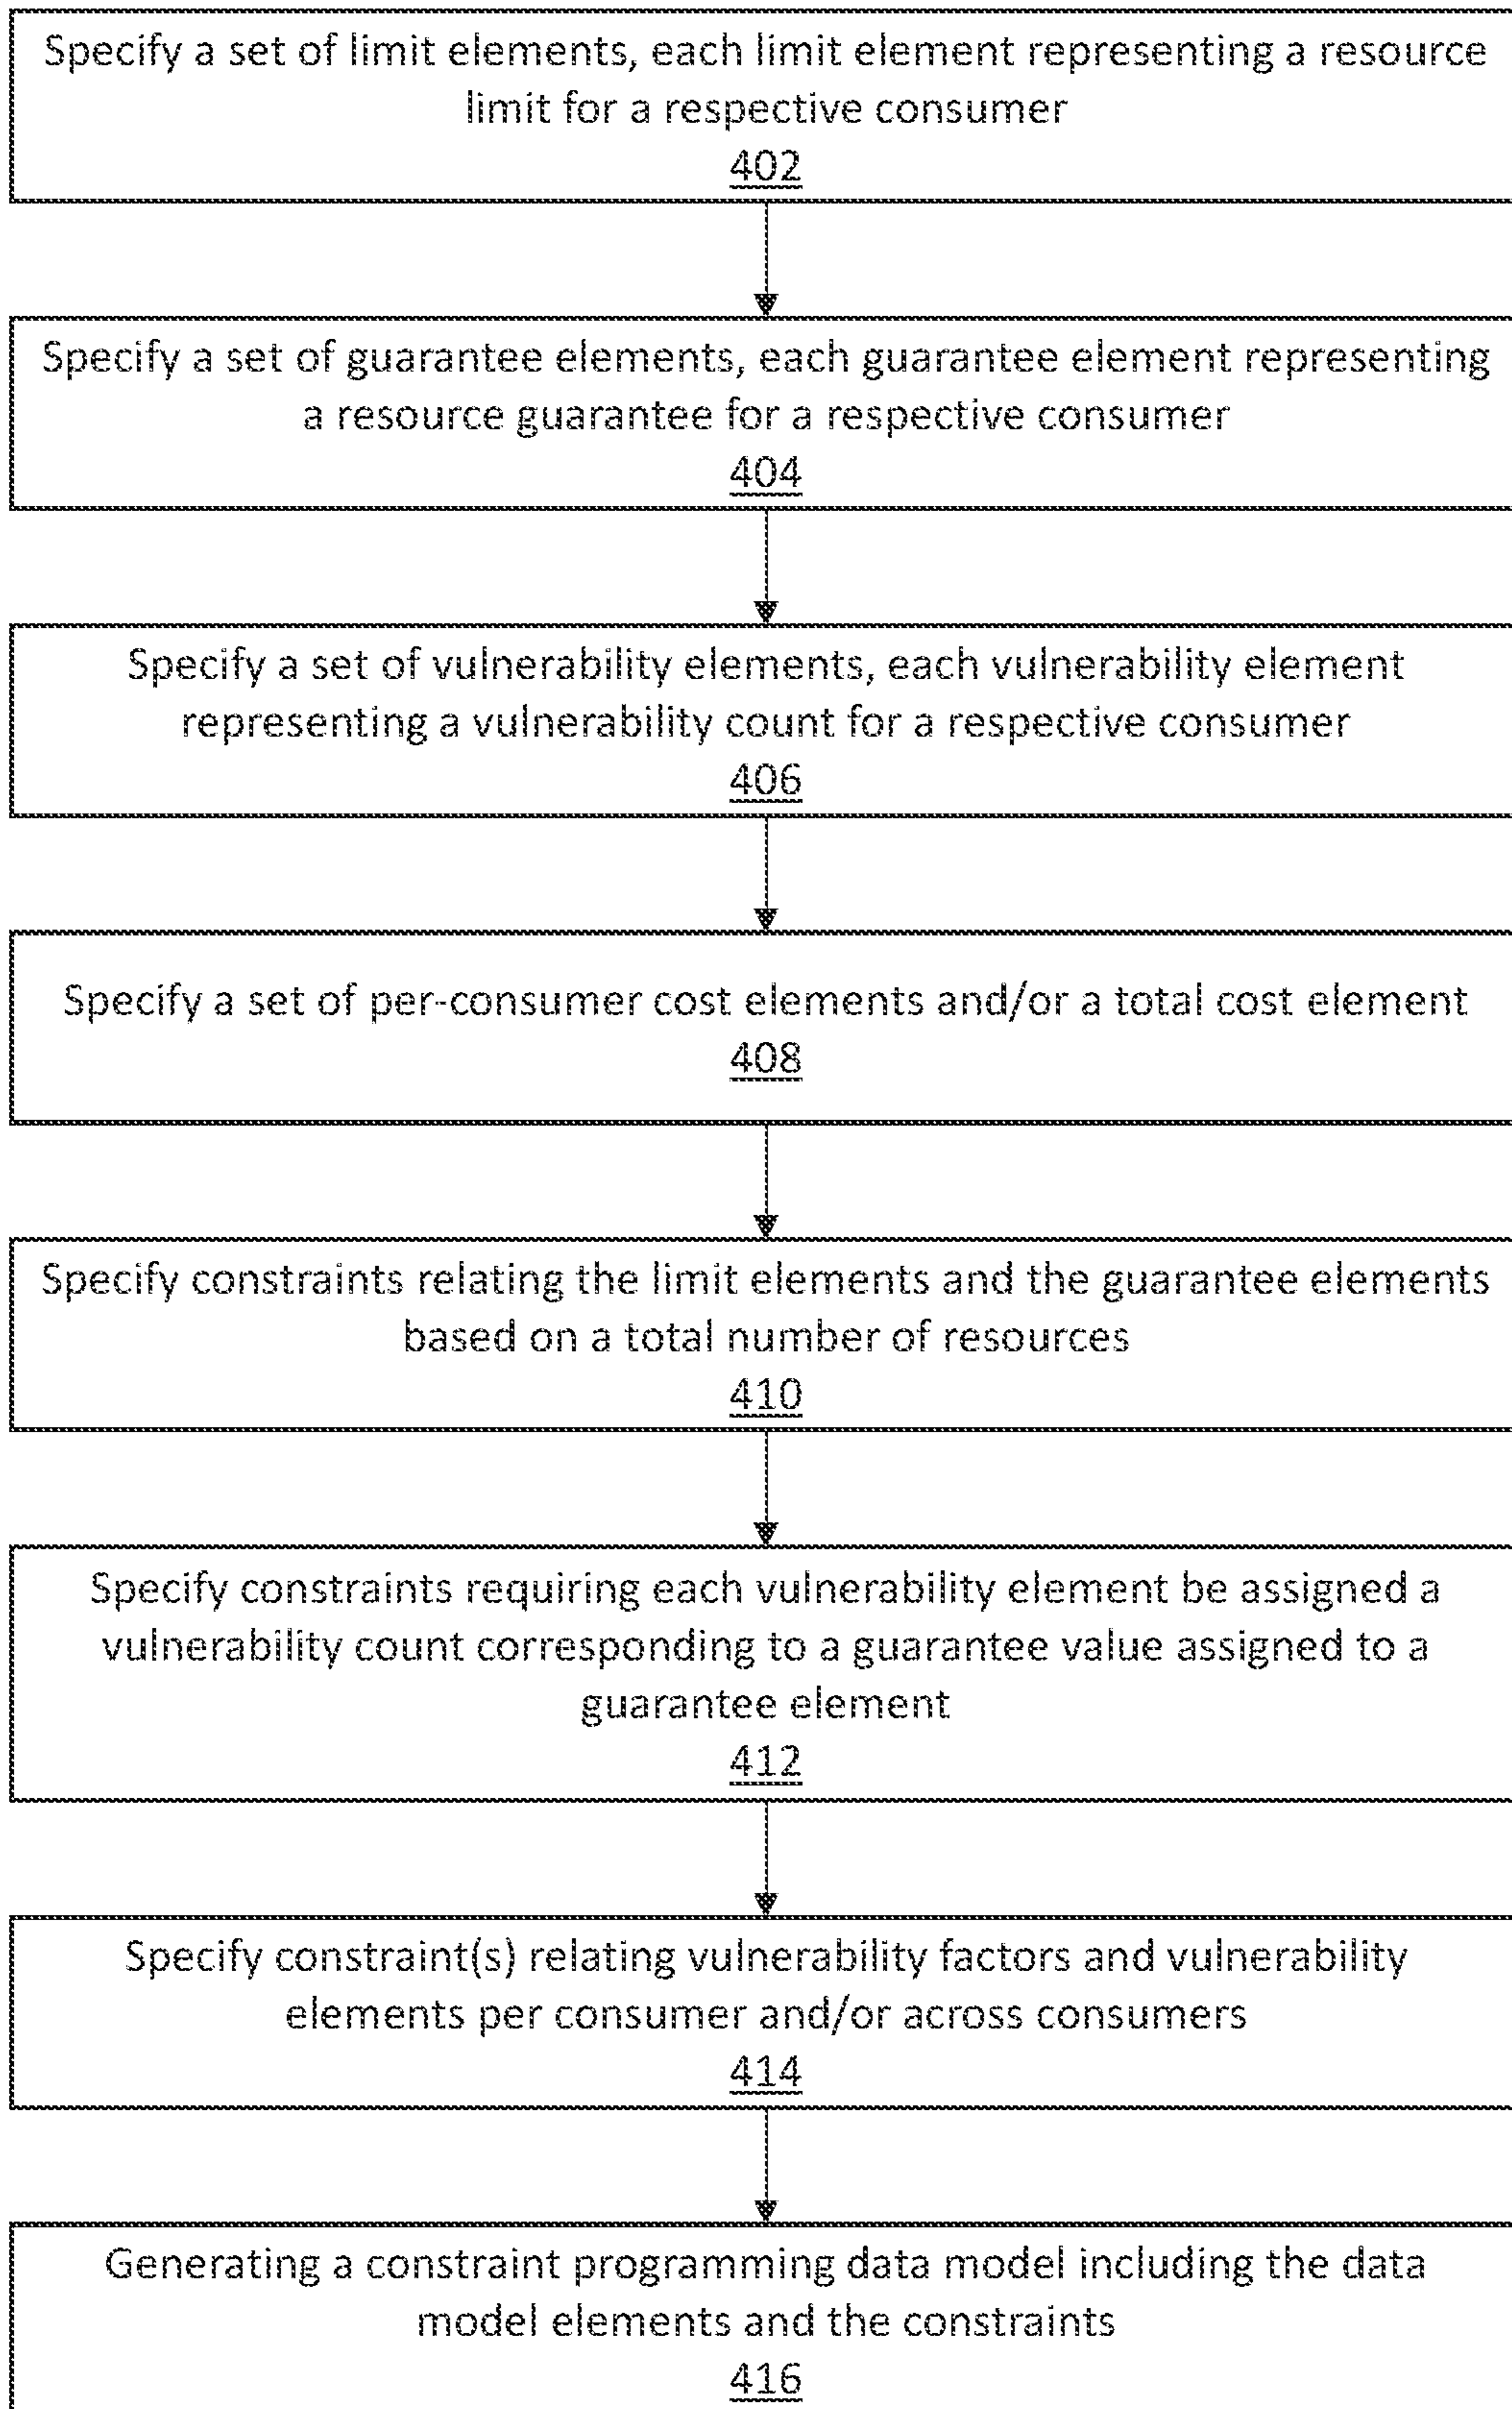 Specify a set of limit elements, each limit element representing a resource
limit for a respective consumer
402
Specify a set of guarantee elements, each guarantee element representing
a resource guarantee for a respective consumer
404
Specify a set of vulnerability elements, each vulnerability element
representing a vulnerability count for a respective consumer
406
Specify a set of per-consumer cost elements and/or a total cost element
408
Specify constraints relating the limit elements and the guarantee elements
based on a total number of resources
410
Specify constraints requiring each vulnerability element be assigned a
vulnerability count corresponding to a guarantee value assigned to a
guarantee element
412
Specify constraint(s) relating vulnerability factors and vulnerability
elements per consumer and/or across consumers
414
Generating a constraint programming data model including the data
model elements and the constraints
416